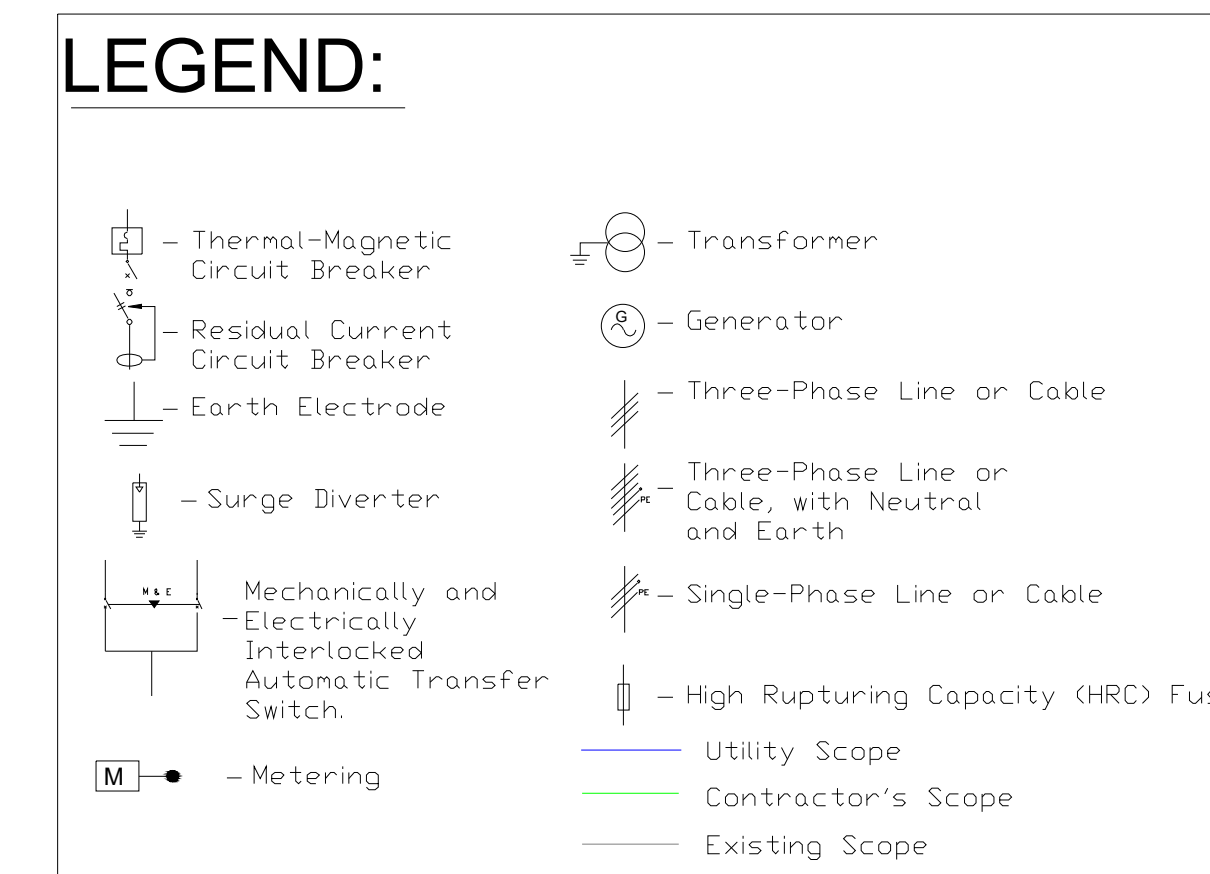 LEGEND:
– Thermal-Magnetic
Circuit Breaker
– Residual Current
Circuit Breaker
– Earth Electrode
– Surge Diverter
M & E
Mechanically and
– Electrically
Interlocked
Automatic Transfer
Switch.
M
– Metering
– Transformer
G
– Generator
– Three-Phase Line or Cable
– Three-Phase Line or
PE
Cable, with Neutral
and Earth
PE – Single-Phase Line or Cable
– High Rupturing Capacity (HRC) Fus
Utility Scope
Contractor's Scope
Existing Scope